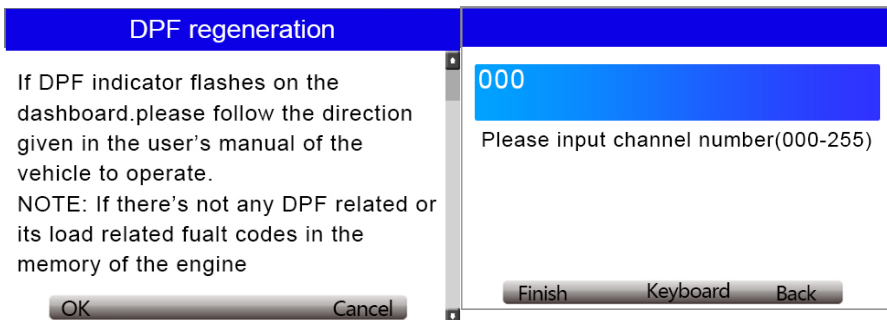 DPF regeneration
If DPF indicator flashes on the
dashboard.please follow the direction
given in the user's manual of the
vehicle to operate.
NOTE: If there's not any DPF related or
its load related fualt codes in the
memory of the engine
OK Cancel
000
Please input channel number(000-255)
Finish Keyboard Back